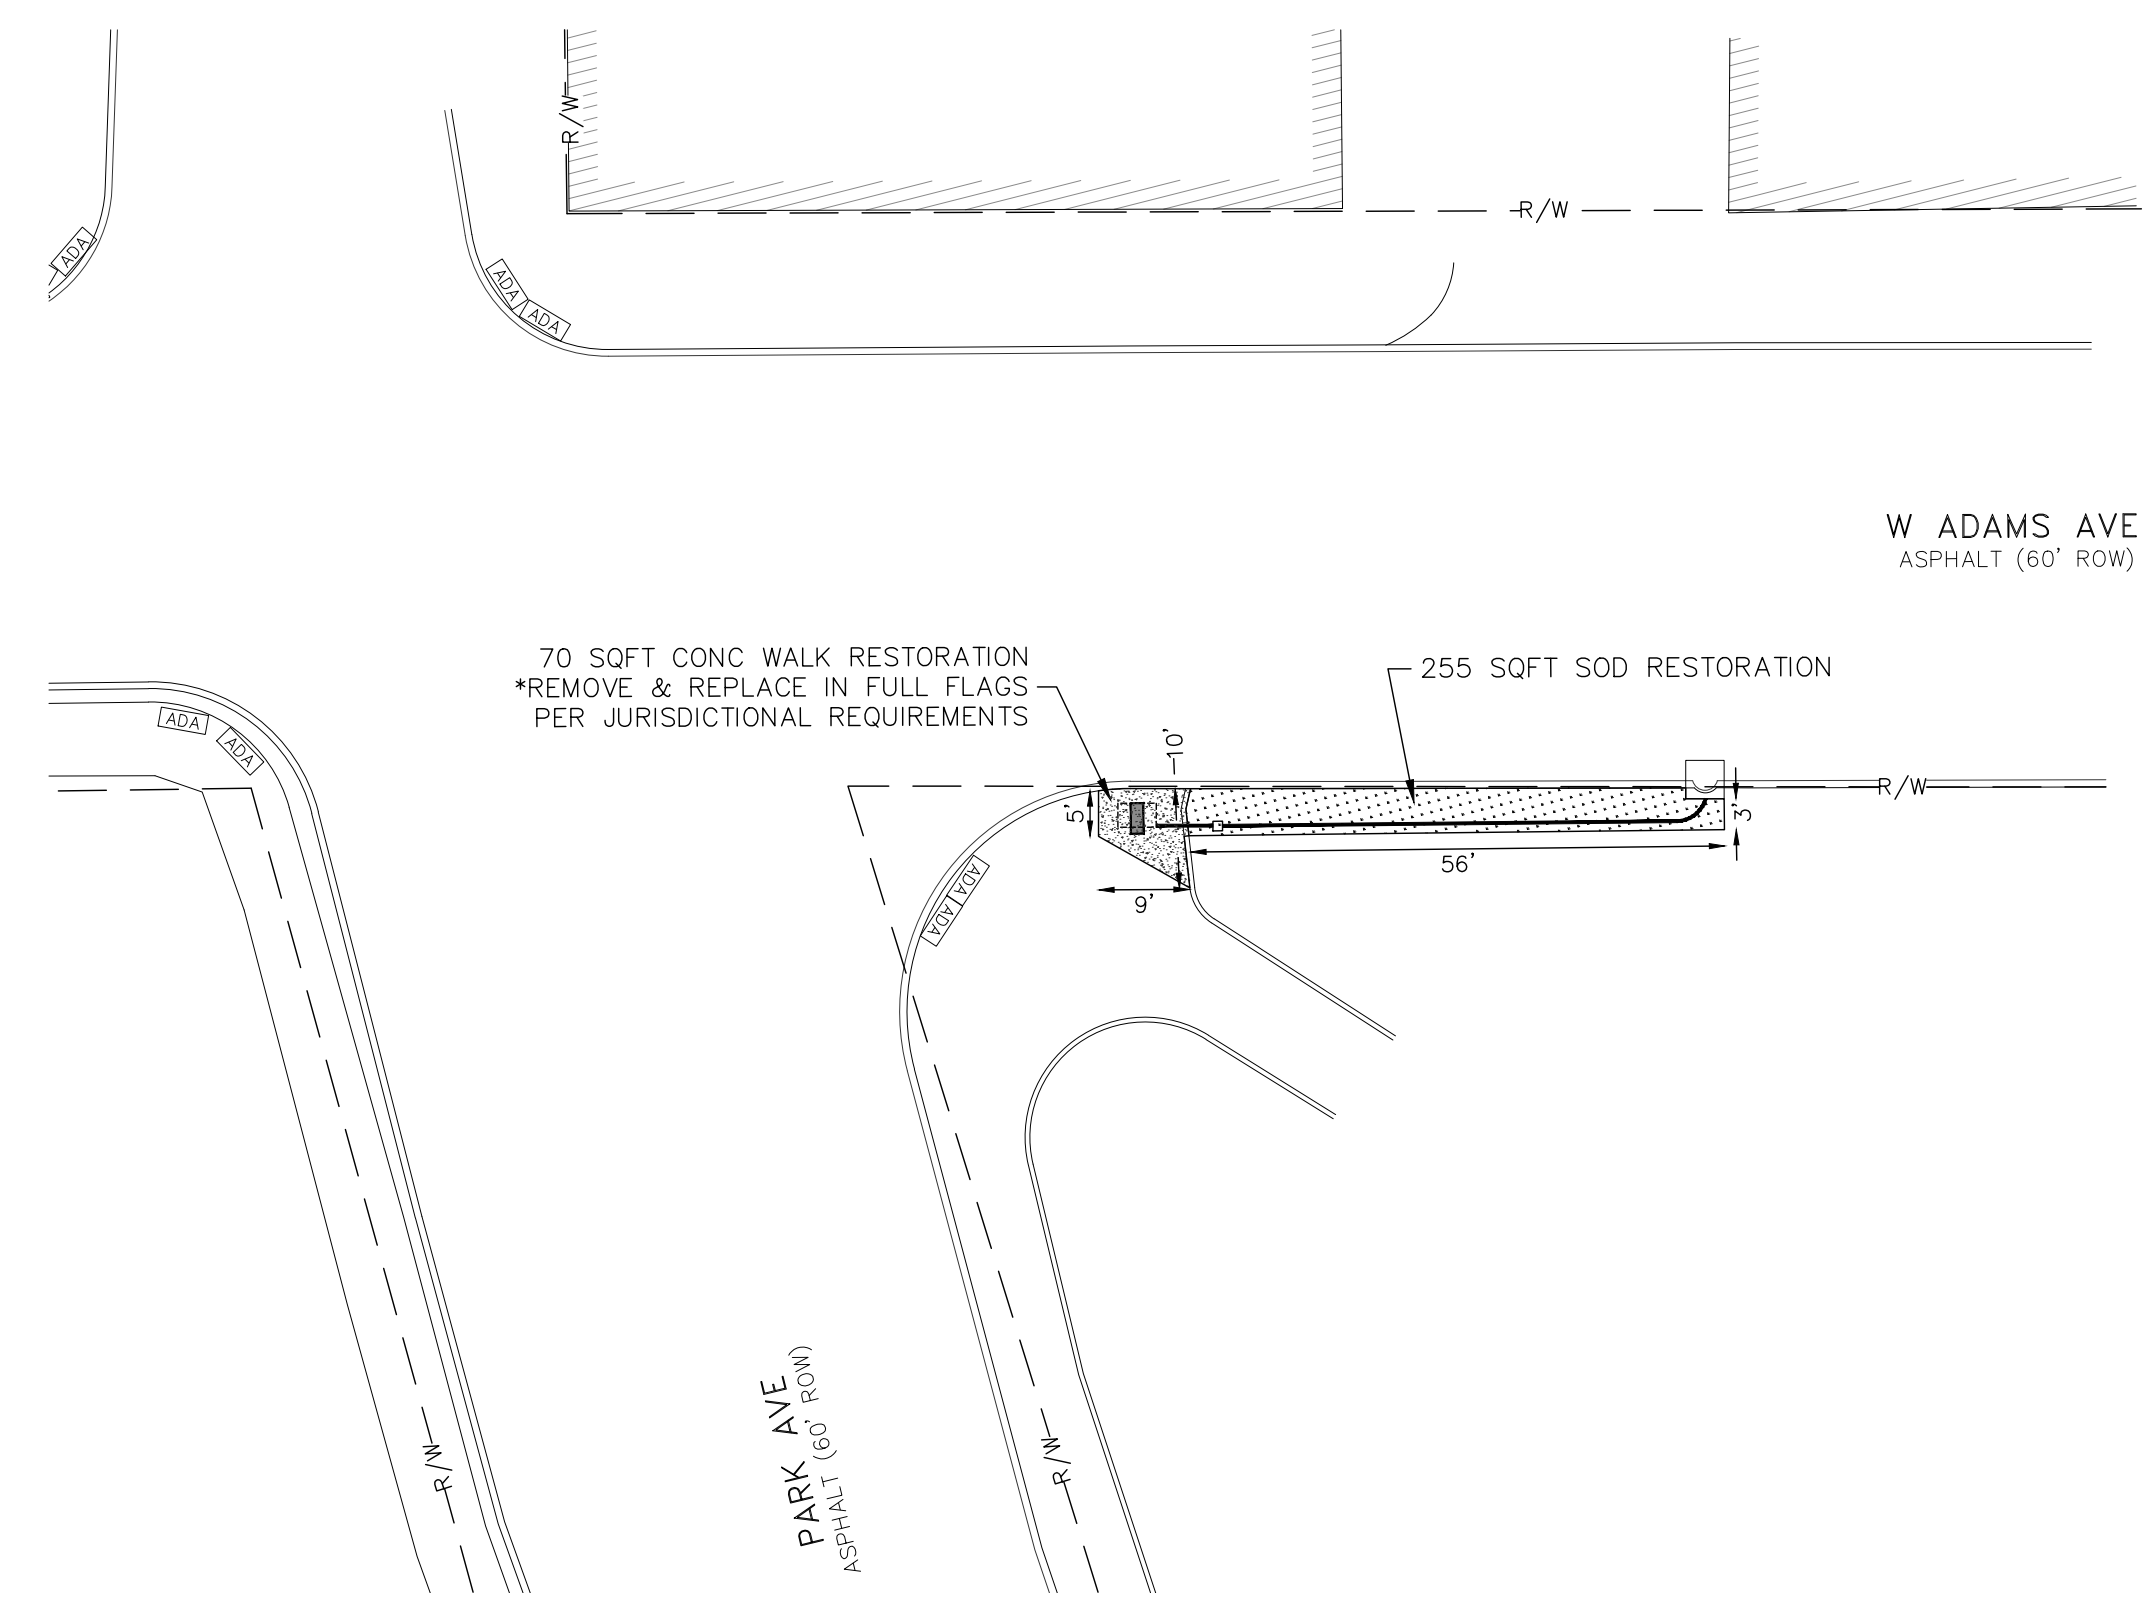 R/W
R/W
ADA
ADA
ADA
W ADAMS AVE
ASPHALT (60' ROW)
70 SQFT CONC WALK RESTORATION
*REMOVE & REPLACE IN FULL FLAGS
PER JURISDICTIONAL REQUIREMENTS
255 SQFT SOD RESTORATION
ADA
ADA
10'
R/W
5'
3'
56'
9'
ADA
ADA
PARK AVE
ASPHALT (60' ROW)
R/W
R/W